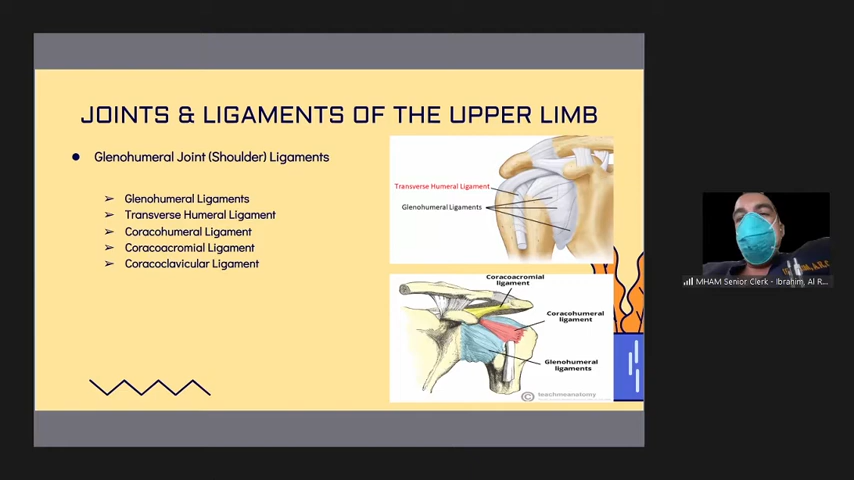 JOINTS & LIGAMENTS OF THE UPPER LIMB
Glenohumeral Joint (Shoulder) Ligaments
Glenohumeral Ligaments
Transverse Humeral Ligament
Coracohumeral Ligament
Coracoacromial Ligament
Coracoclavicular Ligament
Transverse Humeral Ligament
Glenohumeral Ligaments
Coracoacromial
ligament
Coracohumeral
ligament
Glenohumeral
ligaments
© teachmeanatomy
MHAM Senior Clerk - Ibrahim, Al R...